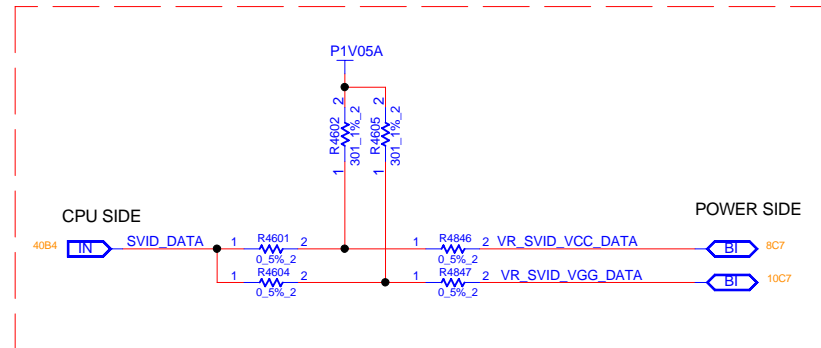 P1V05A
2
2
R4602
301_1%_2
R4605
301_1%_2
1
1
CPU SIDE
POWER SIDE
40B4 IN SVID_DATA 1 R4601 2 1 R4846 2 VR_SVID_VCC_DATA BI 8C7
0_5%_2 0_5%_2
1 R4604 2 1 R4847 2 VR_SVID_VGG_DATA BI 10C7
0_5%_2 0_5%_2